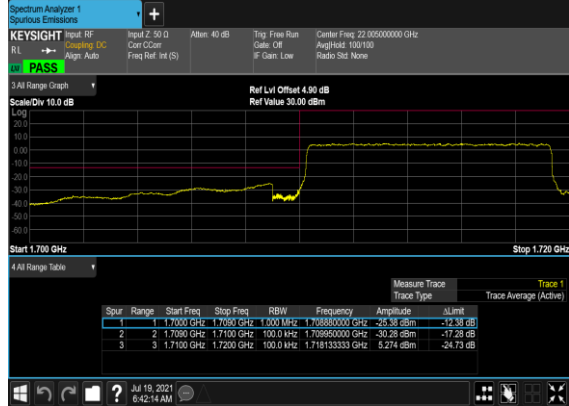 Spectrum Analyzer 1
Spurious Emissions
+
KEYSIGHT Input: RF Input Z: 50 Ω Atten: 40 dB Trig: Free Run Center Freq: 22.005000000 GHz
RL Coupling: DC Corr CCorr Gate: Off Avg|Hold: 100/100
Align: Auto Freq Ref: Int (S) IF Gain: Low Radio Std: None
PASS
3 All Range Graph
Ref Lvl Offset 4.90 dB
Scale/Div 10.0 dB Ref Value 30.00 dBm
Log
20.0
10.0
0.00
-10.0
-20.0
-30.0
-40.0
-50.0
-60.0
Start 1.700 GHz Stop 1.720 GHz
4 All Range Table
Measure Trace Trace 1
Trace Type Trace Average (Active)
Spur Range Start Freq Stop Freq RBW Frequency Amplitude ΔLimit
1 1 1.7000 GHz 1.7090 GHz 1.000 MHz 1.708880000 GHz -25.38 dBm -12.38 dB
2 2 1.7090 GHz 1.7100 GHz 100.0 kHz 1.709950000 GHz -30.28 dBm -17.28 dB
3 3 1.7100 GHz 1.7200 GHz 100.0 kHz 1.718133333 GHz 5.274 dBm -24.73 dB
? Jul 19, 2021
6:42:14 AM